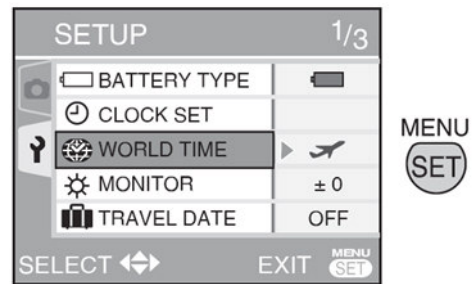 SETUP 1/3
BATTERY TYPE
CLOCK SET
WORLD TIME
MONITOR ± 0
TRAVEL DATE OFF
SELECT EXIT MENU SET
MENU
SET